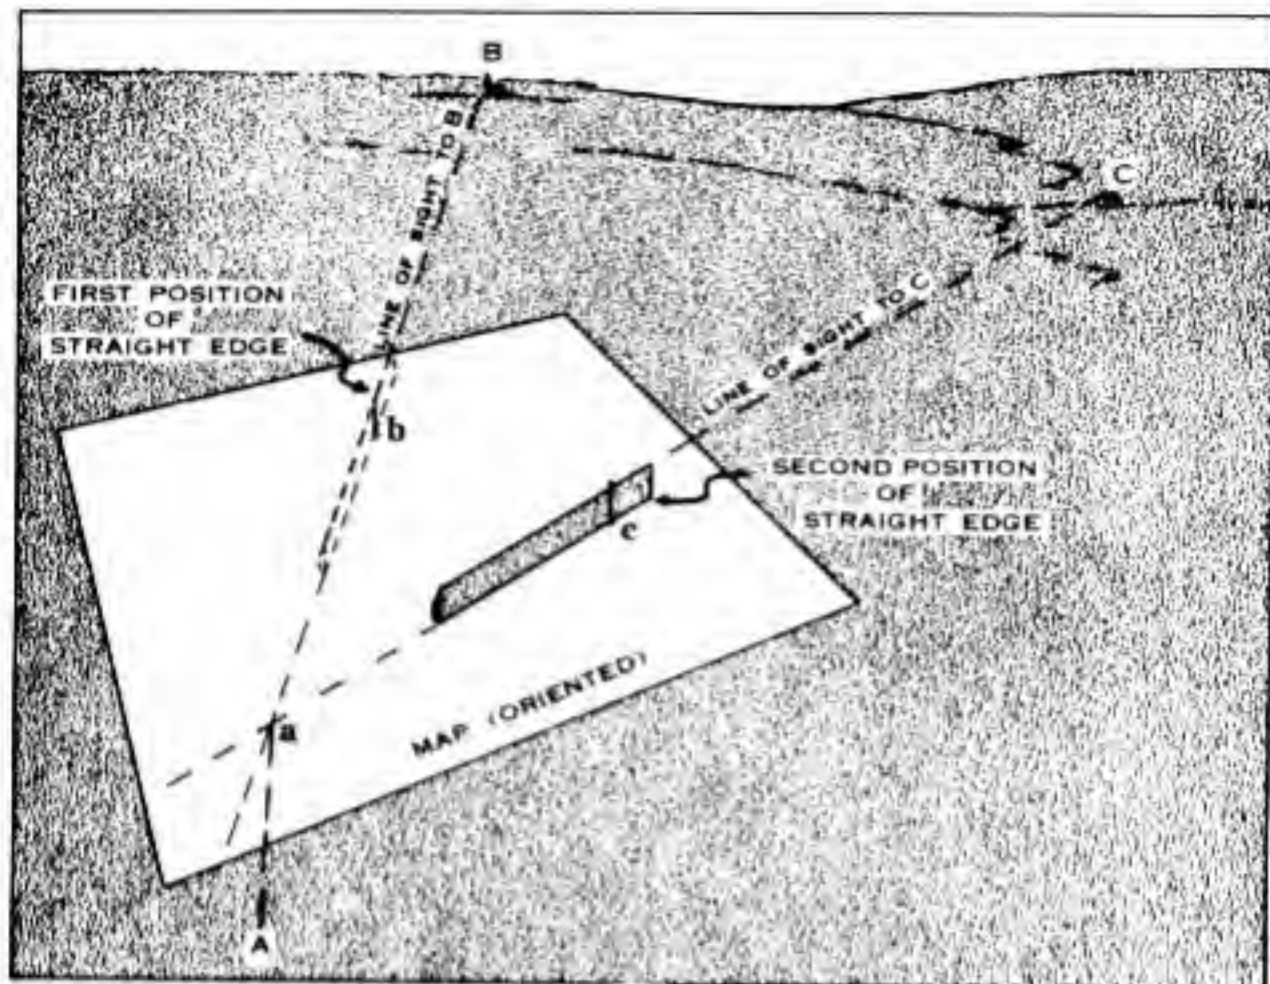 B
LINE OF SIGHT TO B
C
FIRST POSITION
OF
STRAIGHT EDGE
LINE OF SIGHT TO C
b
SECOND POSITION
OF
STRAIGHT EDGE
c
a
MAP (ORIENTED)
A